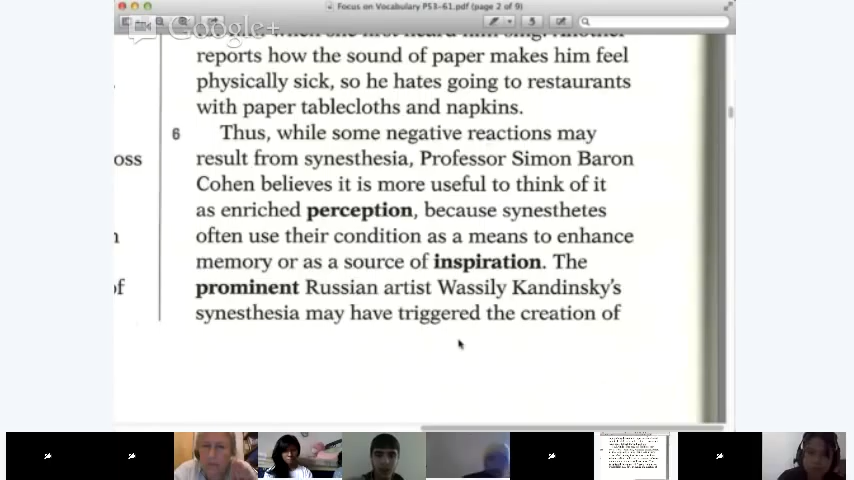 Focus on Vocabulary P53-61.pdf (page 2 of 9)
Google+
reports how the sound of paper makes him feel
physically sick, so he hates going to restaurants
with paper tablecloths and napkins.
6 Thus, while some negative reactions may
oss result from synesthesia, Professor Simon Baron
Cohen believes it is more useful to think of it
as enriched perception, because synesthetes
often use their condition as a means to enhance
memory or as a source of inspiration. The
of prominent Russian artist Wassily Kandinsky's
synesthesia may have triggered the creation of